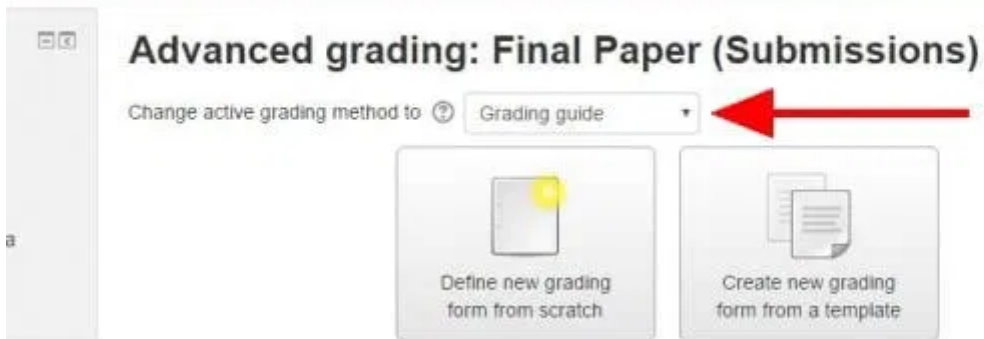 Advanced grading: Final Paper (Submissions)
Change active grading method to
Grading guide
Define new grading
form from scratch
Create new grading
form from a template
a